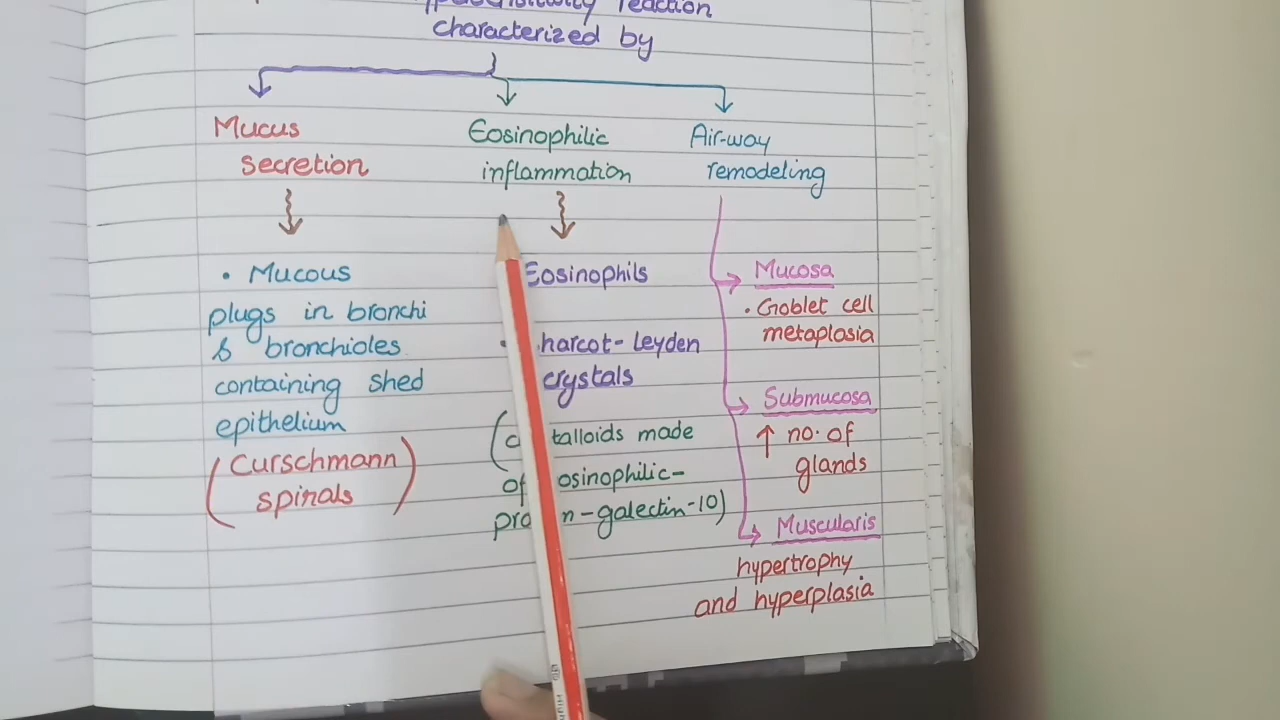 reaction
characterized by
Mucus
secretion
• Mucous
plugs in bronchi
& bronchioles
containing shed
epithelium
(Curschmann
spirals)
Eosinophilic
inflammation
Eosinophils
harcot-Leyden
crystals
talloids made
of osinophilic-
n-galectin-10)
Air-way
remodeling
Mucosa
• Goblet cell
metaplasia
Submucosa
↑ no. of
glands
Muscularis
hypertrophy
and hyperplasia